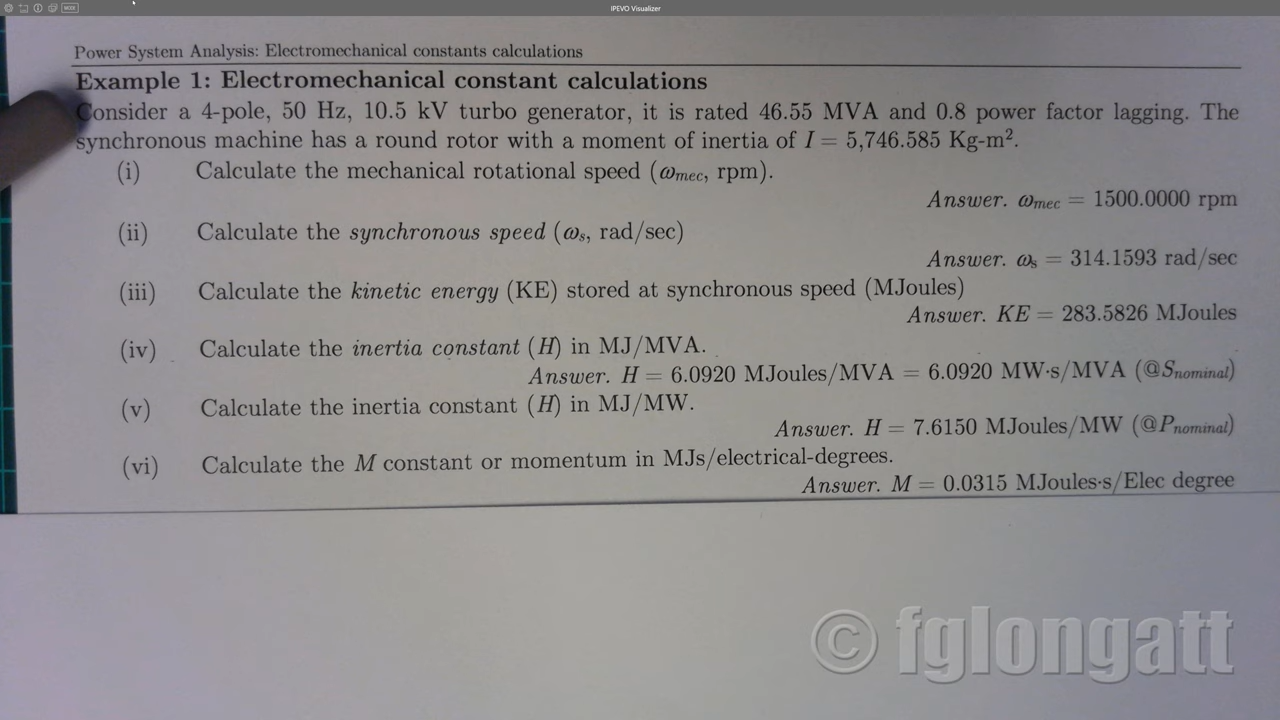 IPEVO Visualizer
Power System Analysis: Electromechanical constants calculations
Example 1: Electromechanical constant calculations
Consider a 4-pole, 50 Hz, 10.5 kV turbo generator, it is rated 46.55 MVA and 0.8 power factor lagging. The
synchronous machine has a round rotor with a moment of inertia of I = 5,746.585 Kg-m².
(i) Calculate the mechanical rotational speed (ωmec, rpm).
Answer. ωmec = 1500.0000 rpm
(ii) Calculate the synchronous speed (ωs, rad/sec)
Answer. ωs = 314.1593 rad/sec
(iii) Calculate the kinetic energy (KE) stored at synchronous speed (MJoules)
Answer. KE = 283.5826 MJoules
(iv) Calculate the inertia constant (H) in MJ/MVA.
Answer. H = 6.0920 MJoules/MVA = 6.0920 MW·s/MVA (@Snominal)
(v) Calculate the inertia constant (H) in MJ/MW.
Answer. H = 7.6150 MJoules/MW (@Pnominal)
(vi) Calculate the M constant or momentum in MJs/electrical-degrees.
Answer. M = 0.0315 MJoules·s/Elec degree
© fglongatt